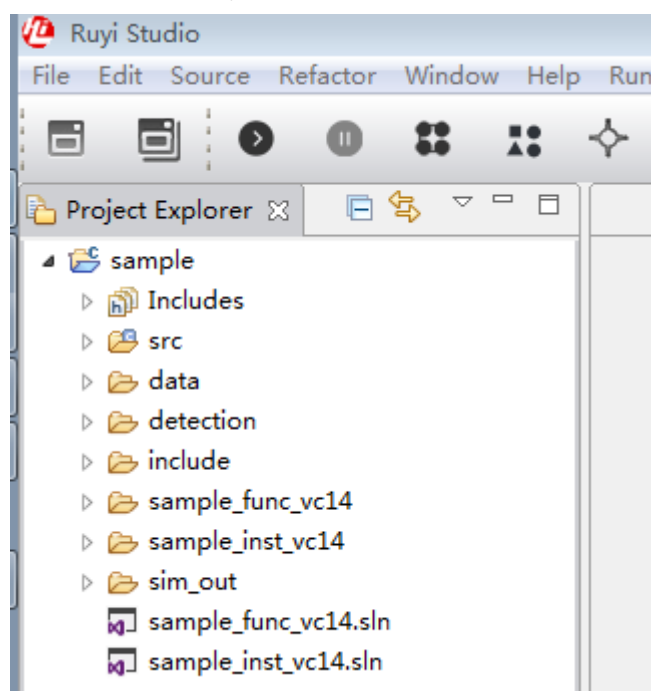 Ruyi Studio
File Edit Source Refactor Window Help Run
Project Explorer
sample
Includes
src
data
detection
include
sample_func_vc14
sample_inst_vc14
sim_out
sample_func_vc14.sln
sample_inst_vc14.sln